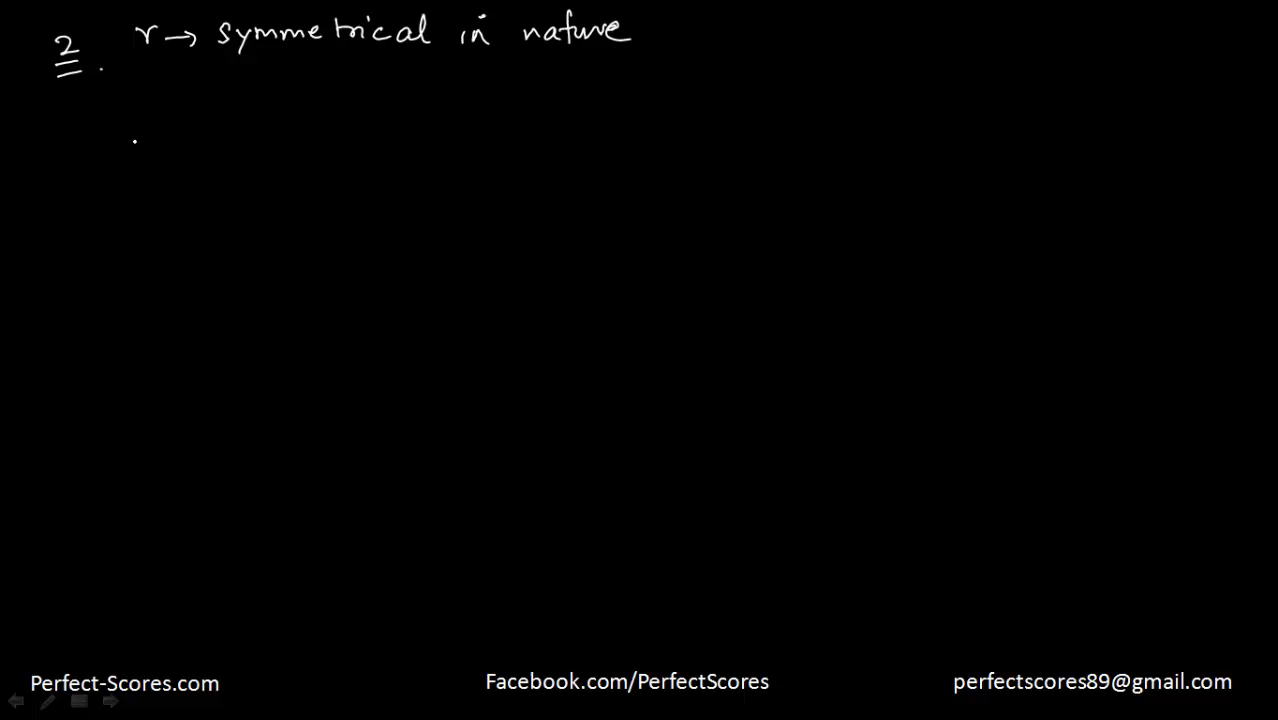 2. r → symmetrical in nature
Perfect-Scores.com
Facebook.com/PerfectScores
perfectscores89@gmail.com